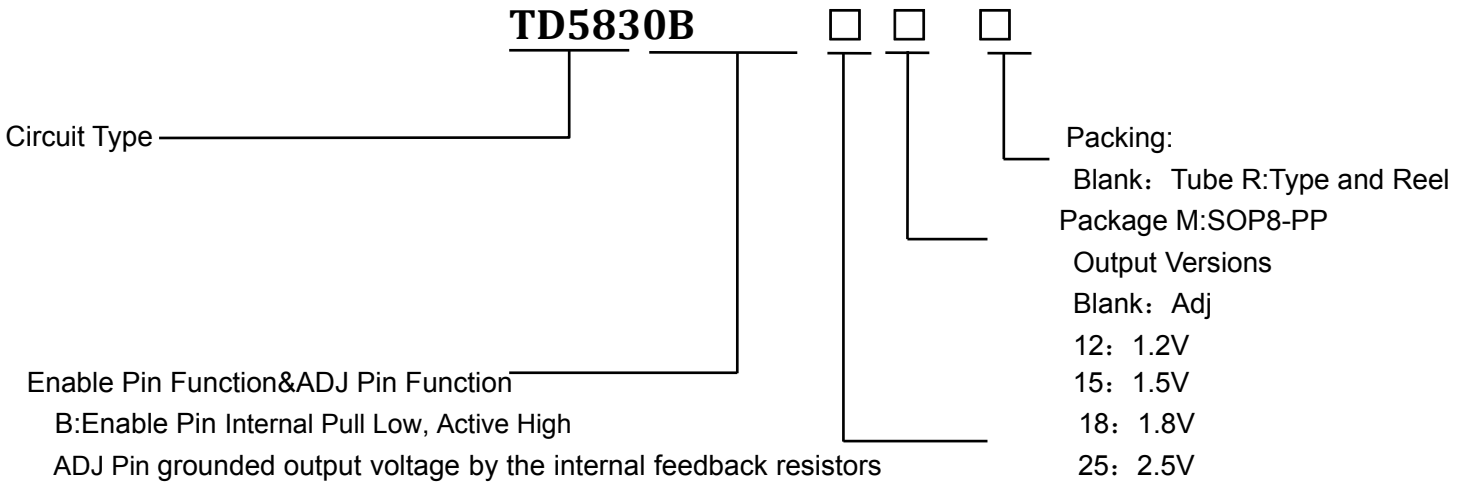 TD5830B □ □ □
Circuit Type
Packing:
Blank：Tube R:Type and Reel
Package M:SOP8-PP
Output Versions
Blank：Adj
12：1.2V
Enable Pin Function&ADJ Pin Function
15：1.5V
B:Enable Pin Internal Pull Low, Active High
18：1.8V
ADJ Pin grounded output voltage by the internal feedback resistors
25：2.5V